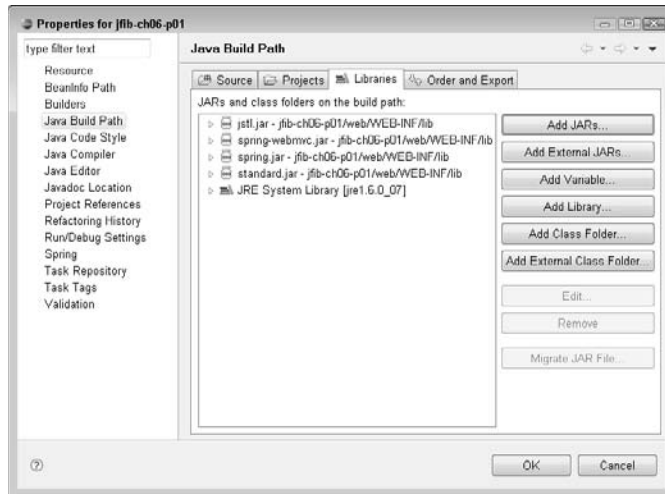 Properties for jfib-ch06-p01
type filter text
Resource
BeanInfo Path
Builders
Java Build Path
Java Code Style
Java Compiler
Java Editor
Javadoc Location
Project References
Refactoring History
Run/Debug Settings
Spring
Task Repository
Task Tags
Validation
Java Build Path
Source Projects Libraries Order and Export
JARs and class folders on the build path:
jstl.jar - jfib-ch06-p01/web/WEB-INF/lib
spring-webmvc.jar - jfib-ch06-p01/web/WEB-INF/lib
spring.jar - jfib-ch06-p01/web/WEB-INF/lib
standard.jar - jfib-ch06-p01/web/WEB-INF/lib
JRE System Library [jre1.6.0_07]
Add JARs...
Add External JARs...
Add Variable...
Add Library...
Add Class Folder...
Add External Class Folder...
Edit...
Remove
Migrate JAR File...
?
OK Cancel